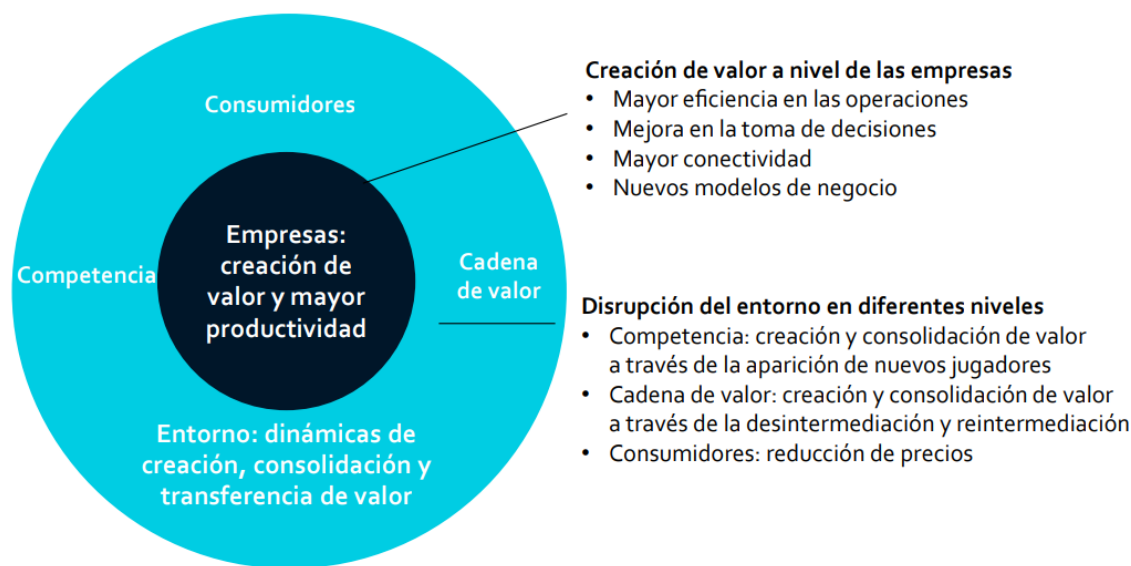 Consumidores
Empresas:
creación de
valor y mayor
productividad
Competencia
Cadena
de valor
Entorno: dinámicas de
creación, consolidación y
transferencia de valor
Creación de valor a nivel de las empresas
• Mayor eficiencia en las operaciones
• Mejora en la toma de decisiones
• Mayor conectividad
• Nuevos modelos de negocio
Disrupción del entorno en diferentes niveles
• Competencia: creación y consolidación de valor
a través de la aparición de nuevos jugadores
• Cadena de valor: creación y consolidación de valor
a través de la desintermediación y reintermediación
• Consumidores: reducción de precios